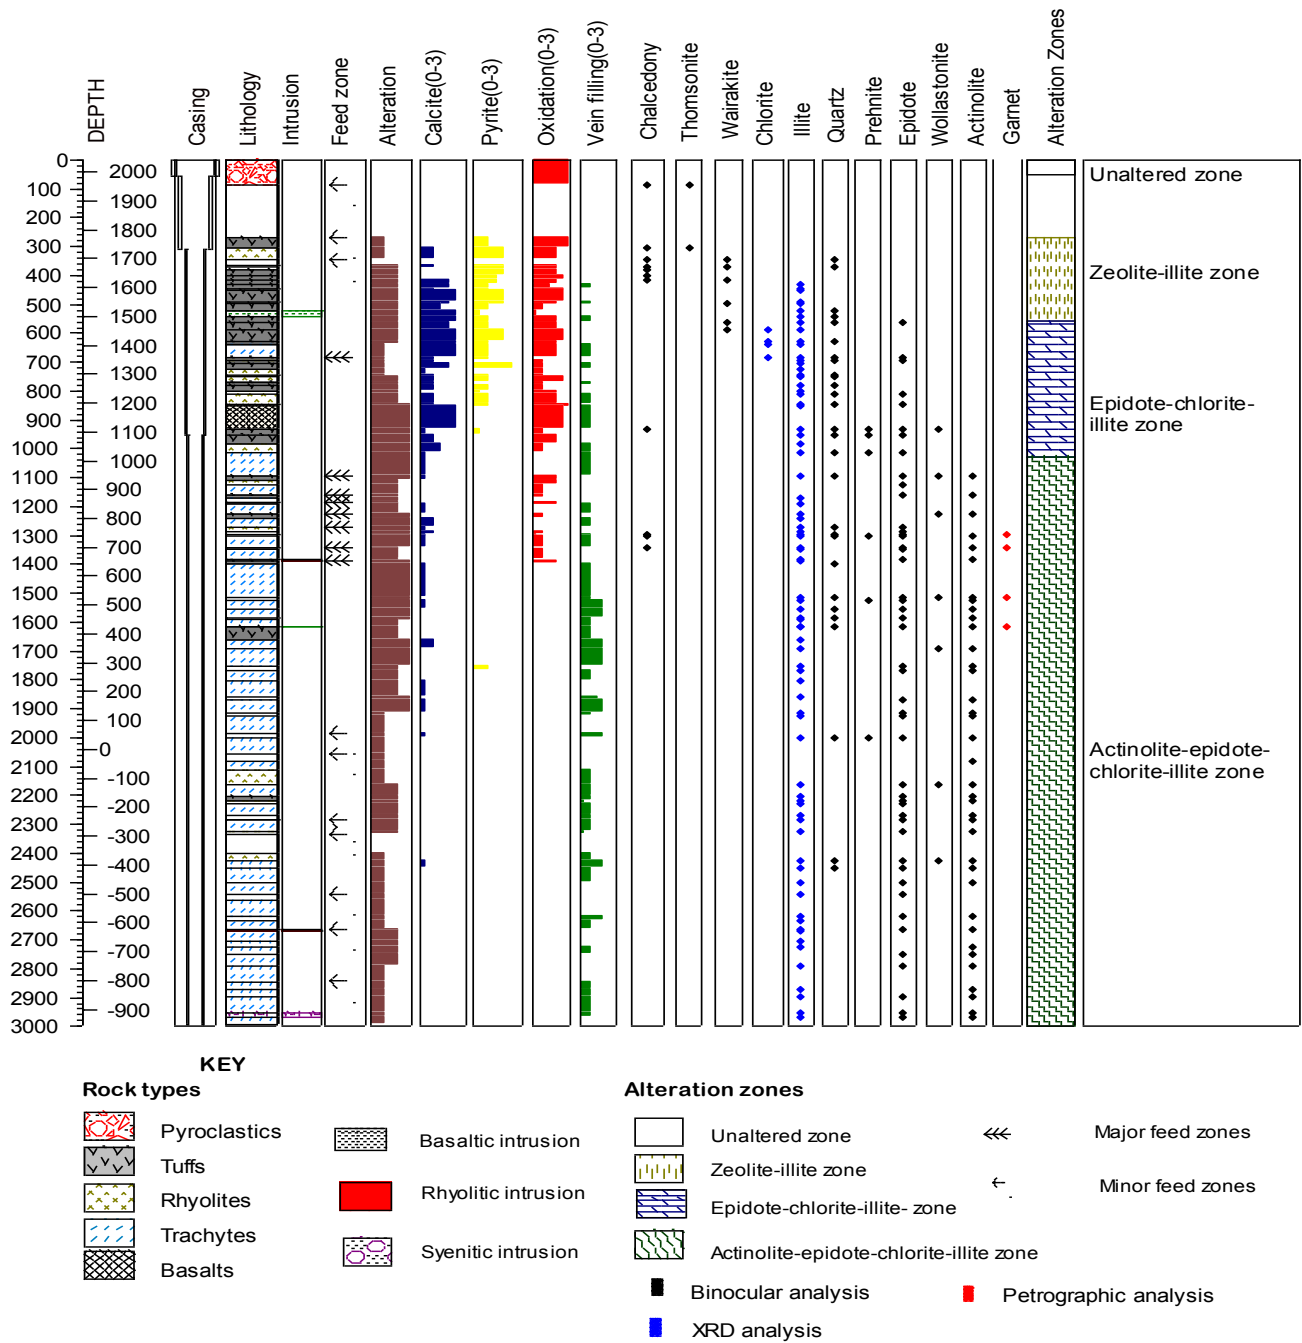 DEPTH
Casing
Lithology
Intrusion
Feed zone
Alteration
Calcite(0-3)
Pyrite(0-3)
Oxidation(0-3)
Vein filling(0-3)
Chalcedony
Thomsonite
Wairakite
Chlorite
Illite
Quartz
Prehnite
Epidote
Wollastonite
Actinolite
Garnet
Alteration Zones
0
100
200
300
400
500
600
700
800
900
1000
1100
1200
1300
1400
1500
1600
1700
1800
1900
2000
2100
2200
2300
2400
2500
2600
2700
2800
2900
3000
2000
1900
1800
1700
1600
1500
1400
1300
1200
1100
1000
900
800
700
600
500
400
300
200
100
0
-100
-200
-300
-400
-500
-600
-700
-800
-900
Unaltered zone
Zeolite-illite zone
Epidote-chlorite-
illite zone
Actinolite-epidote-
chlorite-illite zone
KEY
Rock types
Pyroclastics
Tuffs
Rhyolites
Trachytes
Basalts
Basaltic intrusion
Rhyolitic intrusion
Syenitic intrusion
Alteration zones
Unaltered zone
Zeolite-illite zone
Epidote-chlorite-illite- zone
Actinolite-epidote-chlorite-illite zone
Major feed zones
Minor feed zones
Binocular analysis
Petrographic analysis
XRD analysis